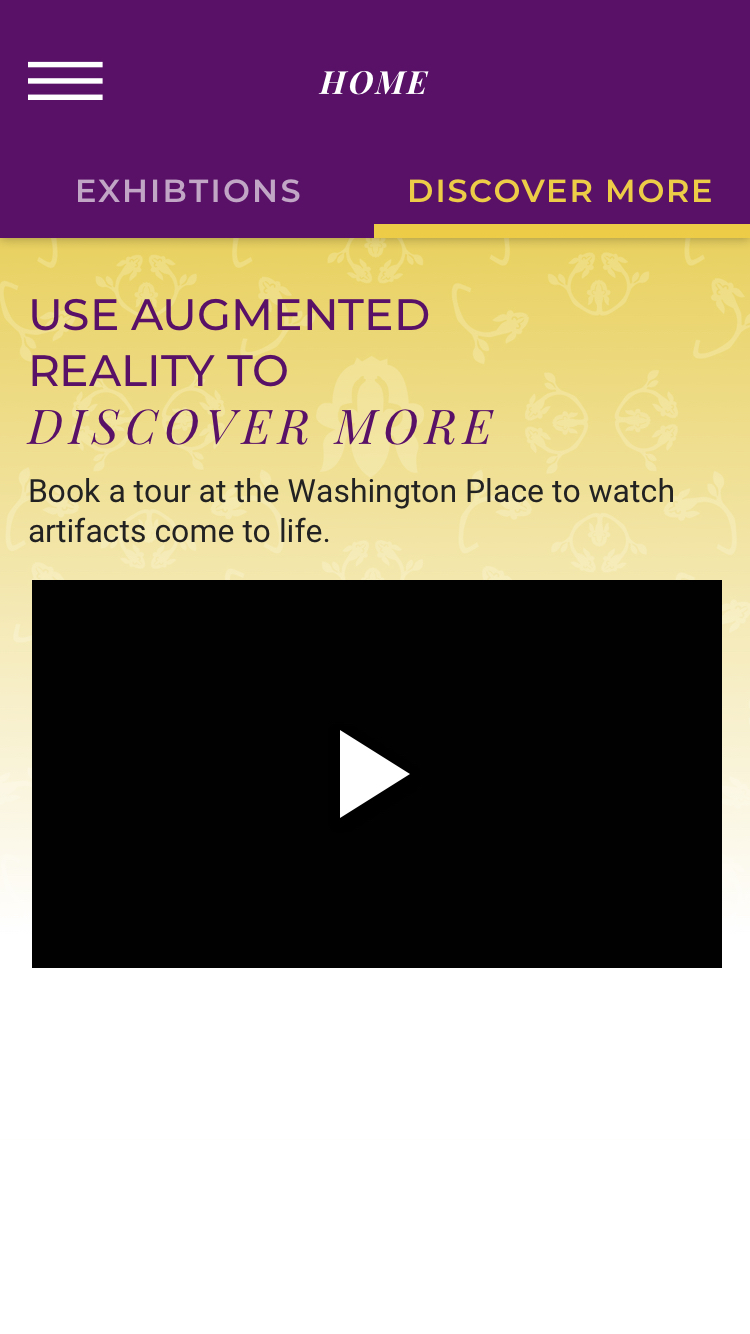 HOME
EXHIBTIONS
DISCOVER MORE
USE AUGMENTED
REALITY TO
DISCOVER MORE
Book a tour at the Washington Place to watch
artifacts come to life.